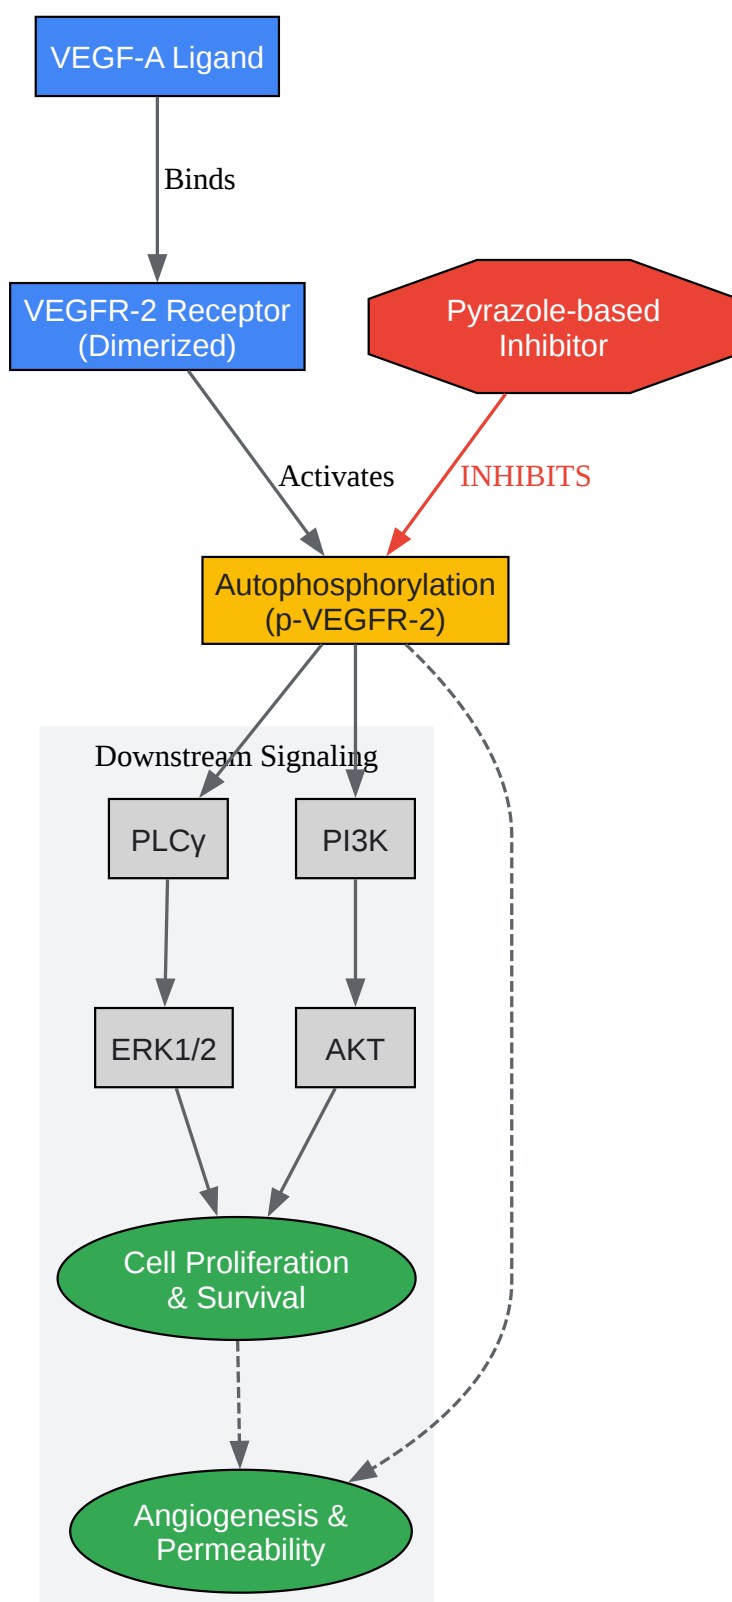 VEGF-A Ligand
Binds
VEGFR-2 Receptor
(Dimerized)
Pyrazole-based
Inhibitor
Activates
INHIBITS
Autophosphorylation
(p-VEGFR-2)
Downstream Signaling
PLCγ
PI3K
ERK1/2
AKT
Cell Proliferation
& Survival
Angiogenesis &
Permeability